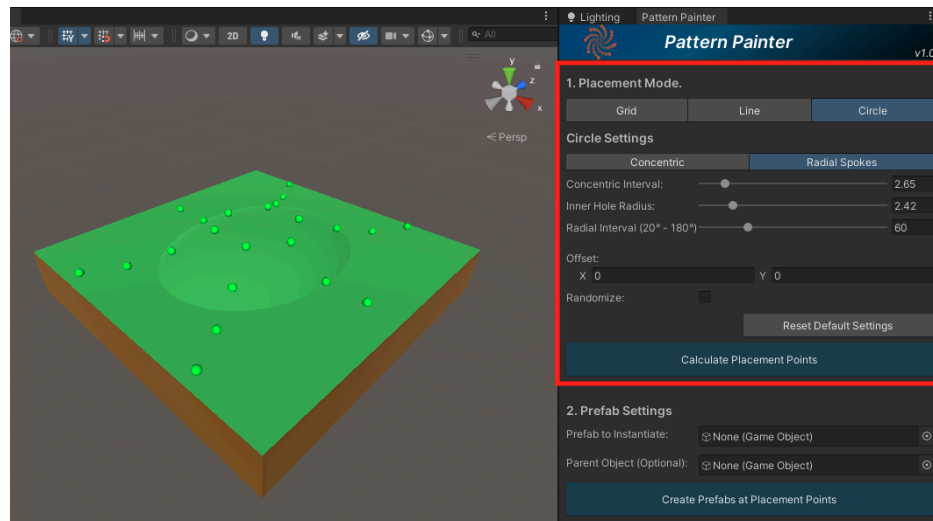 2D
All
Lighting Pattern Painter
Pattern Painter
y
z
x
Persp
1. Placement Mode.
Grid Line Circle
Circle Settings
Concentric Radial Spokes
Concentric Interval: 2.65
Inner Hole Radius: 2.42
Radial Interval (20° - 180°) 60
Offset:
X 0 Y 0
Randomize:
Reset Default Settings
Calculate Placement Points
2. Prefab Settings
Prefab to Instantiate: None (Game Object)
Parent Object (Optional): None (Game Object)
Create Prefabs at Placement Points